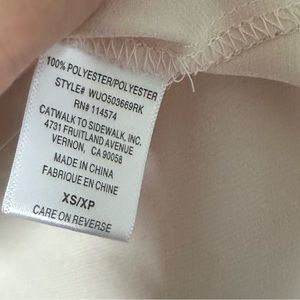 100% POLYESTER/POLYESTER
STYLE# WUO503669RK
RN# 114574
CATWALK TO SIDEWALK, INC.
4731 FRUITLAND AVENUE
VERNON, CA 90058
MADE IN CHINA
FABRIQUE EN CHINE
XS/XP
CARE ON REVERSE